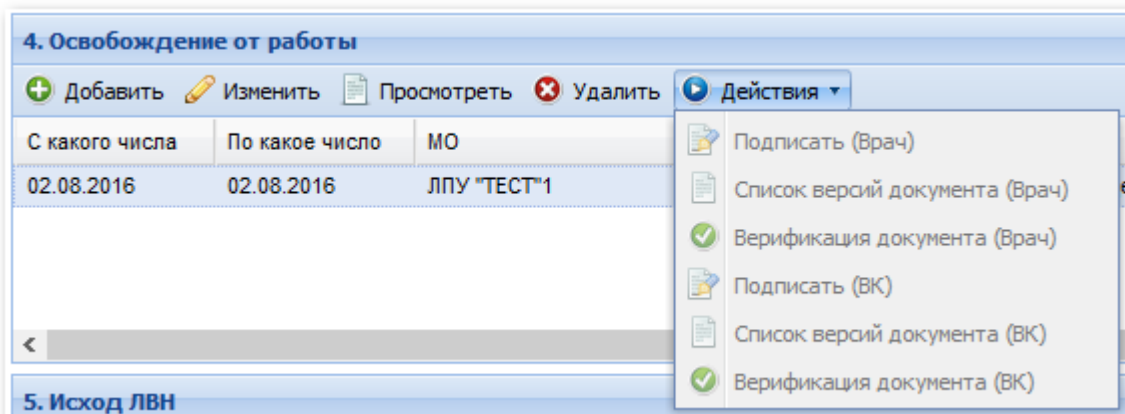 4. Освобождение от работы
Добавить Изменить Просмотреть Удалить Действия
С какого числа По какое число МО
02.08.2016 02.08.2016 ЛПУ "ТЕСТ"1
Подписать (Врач)
Список версий документа (Врач)
Верификация документа (Врач)
Подписать (ВК)
Список версий документа (ВК)
Верификация документа (ВК)
5. Исход ЛВН